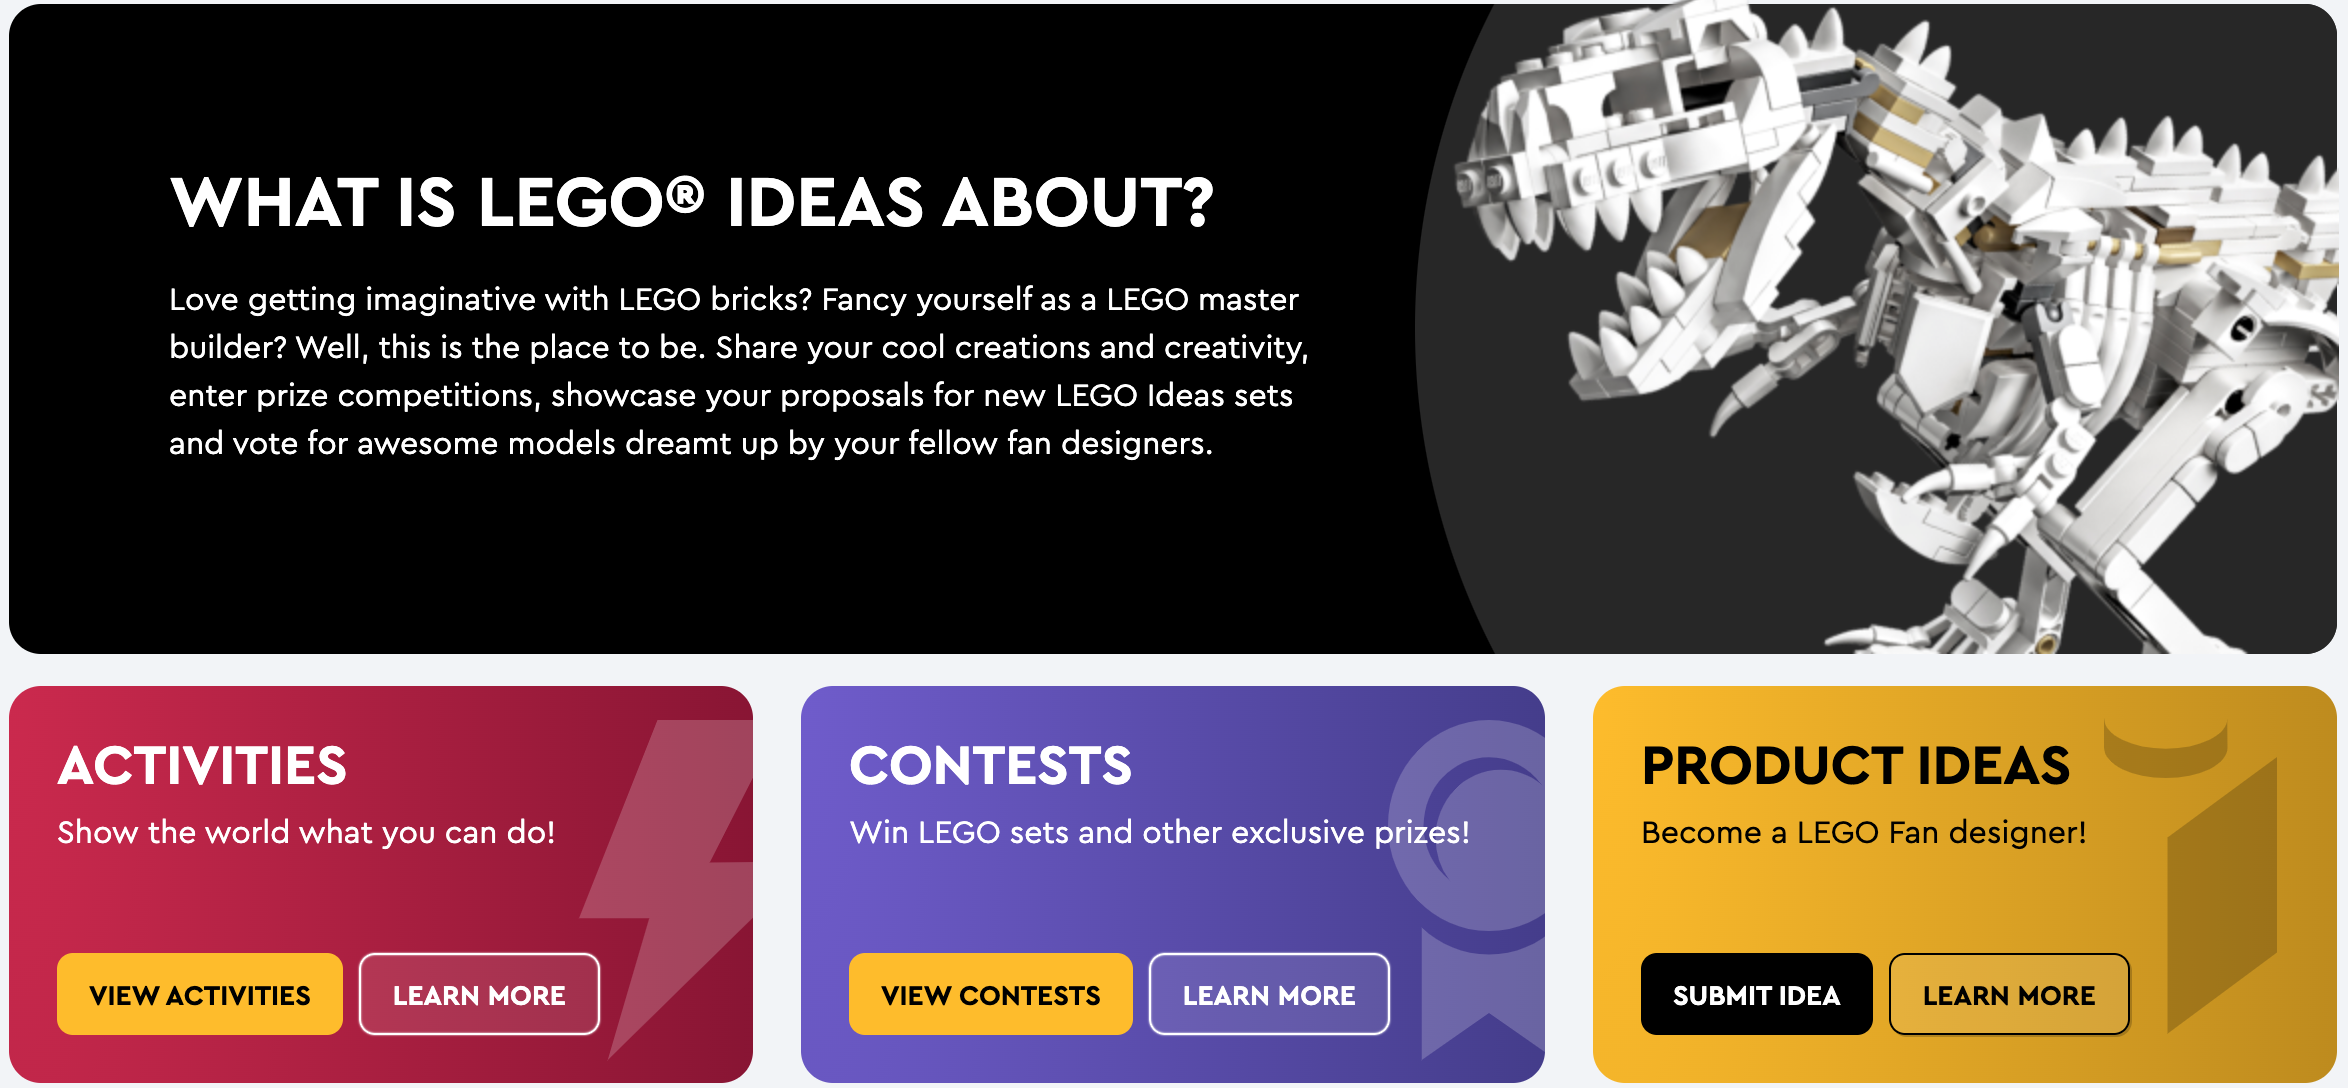 WHAT IS LEGO® IDEAS ABOUT?
Love getting imaginative with LEGO bricks? Fancy yourself as a LEGO master
builder? Well, this is the place to be. Share your cool creations and creativity,
enter prize competitions, showcase your proposals for new LEGO Ideas sets
and vote for awesome models dreamt up by your fellow fan designers.
ACTIVITIES
Show the world what you can do!
VIEW ACTIVITIES
LEARN MORE
CONTESTS
Win LEGO sets and other exclusive prizes!
VIEW CONTESTS
LEARN MORE
PRODUCT IDEAS
Become a LEGO Fan designer!
SUBMIT IDEA
LEARN MORE